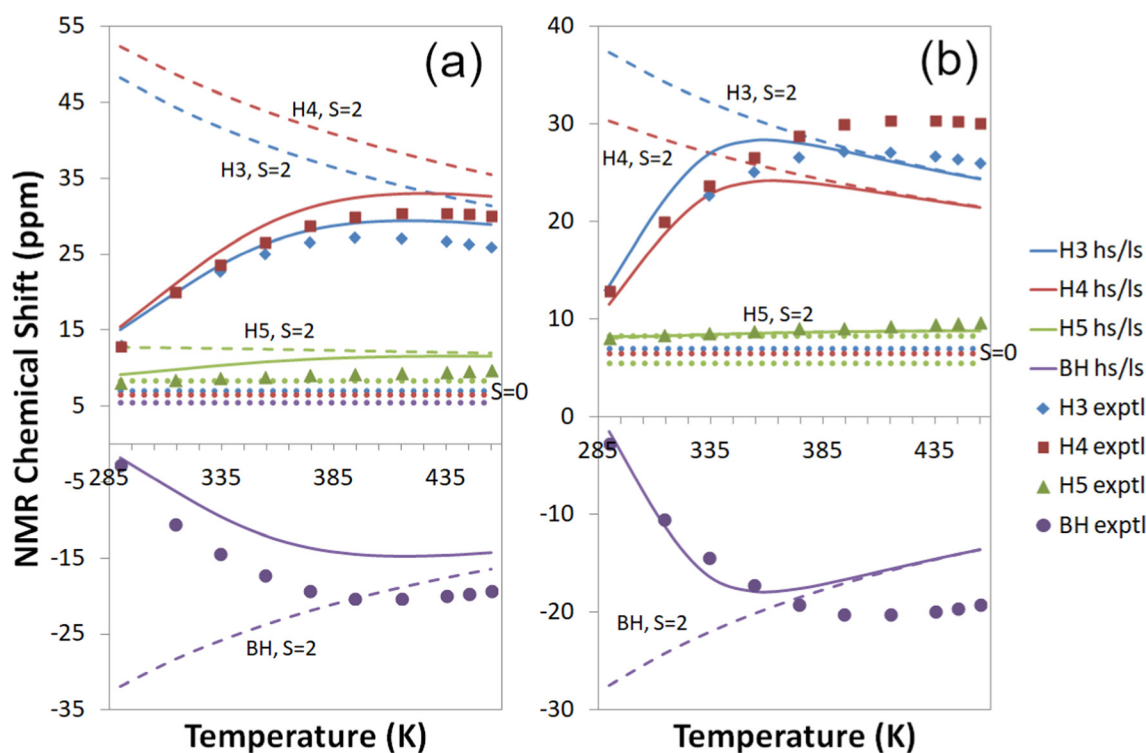 NMR Chemical Shift (ppm)
(a)
55
45
35
25
15
5
-5
-15
-25
-35
H4, S=2
H3, S=2
H5, S=2
S=0
285
335
385
435
BH, S=2
Temperature (K)
(b)
40
30
20
10
0
-10
-20
-30
H3, S=2
H4, S=2
H5, S=2
S=0
285
335
385
435
BH, S=2
Temperature (K)
H3 hs/ls
H4 hs/ls
H5 hs/ls
BH hs/ls
H3 exptl
H4 exptl
H5 exptl
BH exptl